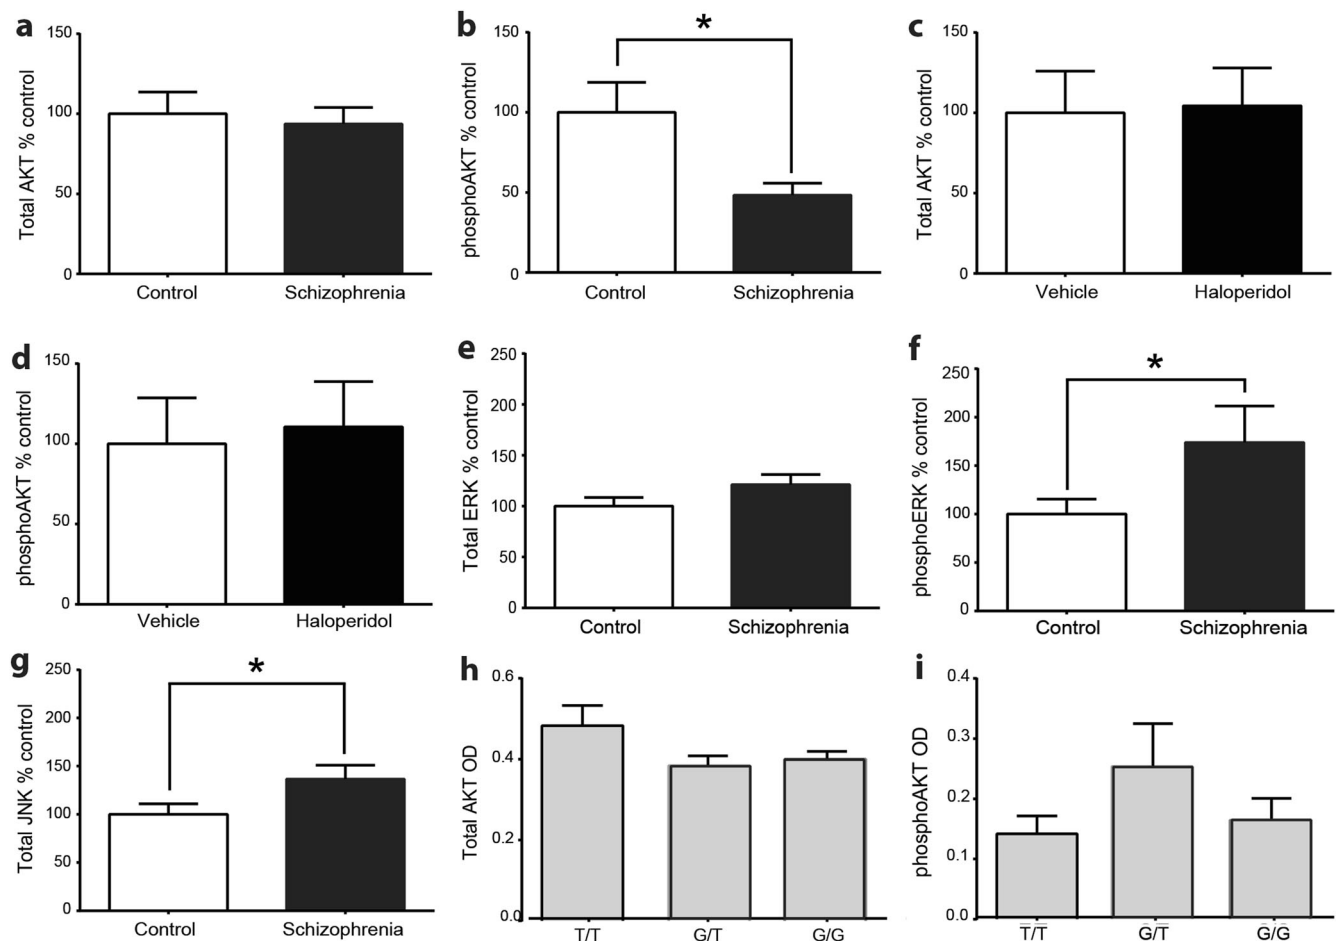 a
Total AKT % control
150
100
50
0
Control Schizophrenia
b
phosphoAKT % control
150
100
50
0
*
Control Schizophrenia
c
Total AKT % control
150
100
50
0
Vehicle Haloperidol
d
phosphoAKT % control
150
100
50
0
Vehicle Haloperidol
e
Total ERK % control
250
200
150
100
50
0
Control Schizophrenia
f
phosphoERK % control
250
200
150
100
50
0
*
Control Schizophrenia
g
Total JNK % control
250
200
150
100
50
0
*
Control Schizophrenia
h
Total AKT OD
0.6
0.4
0.2
0.0
T/T G/T G/G
i
phosphoAKT OD
0.4
0.3
0.2
0.1
0.0
T/T G/T G/G